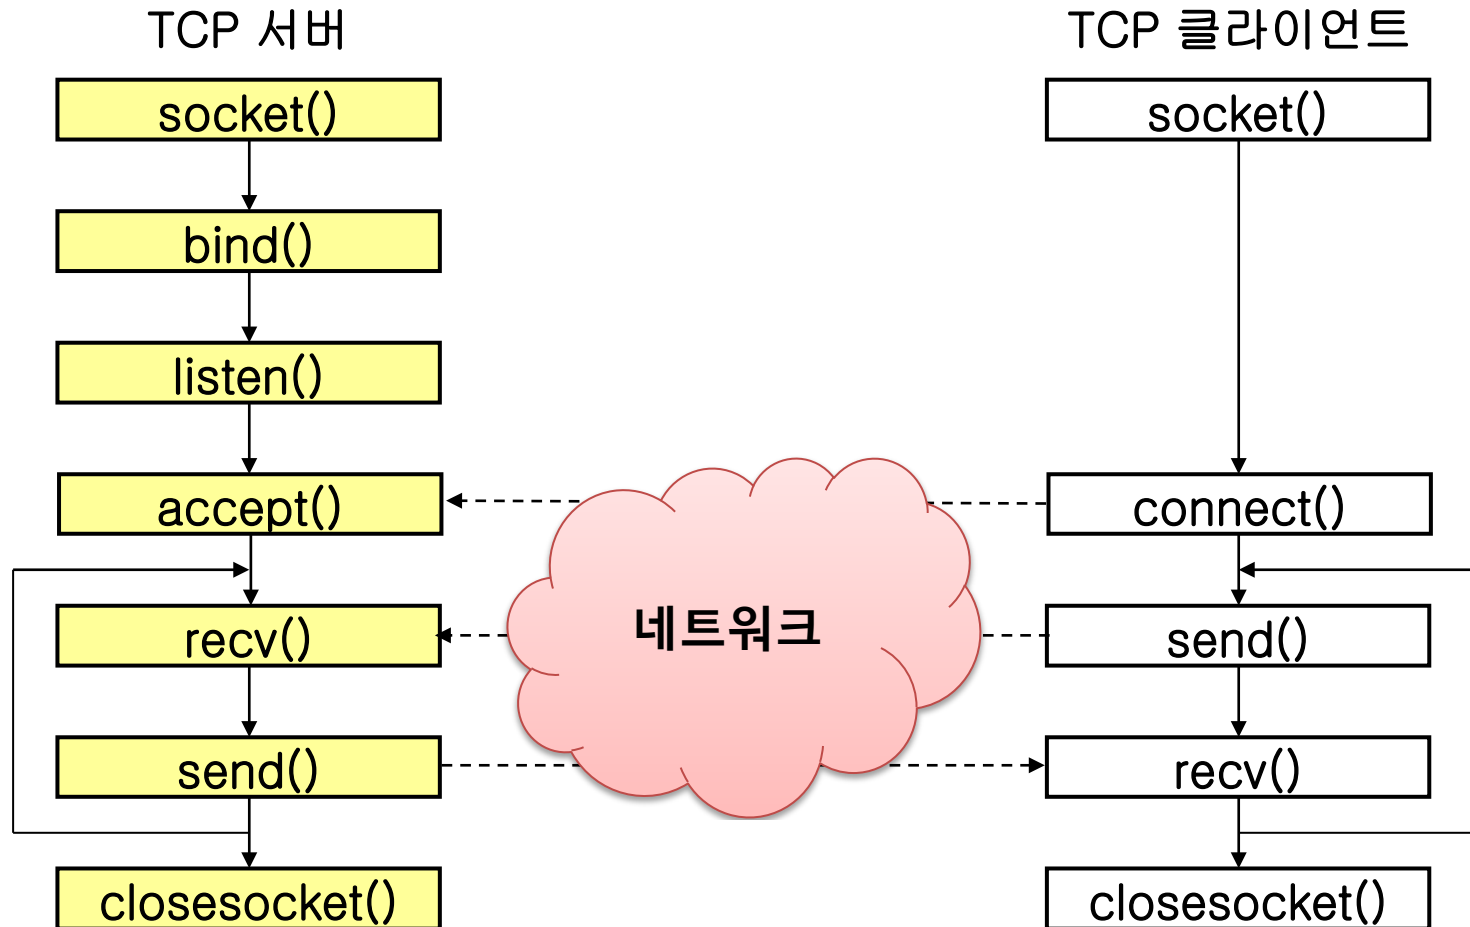 TCP 서버
socket()
bind()
listen()
accept()
recv()
send()
closesocket()
네트워크
TCP 클라이언트
socket()
connect()
send()
recv()
closesocket()